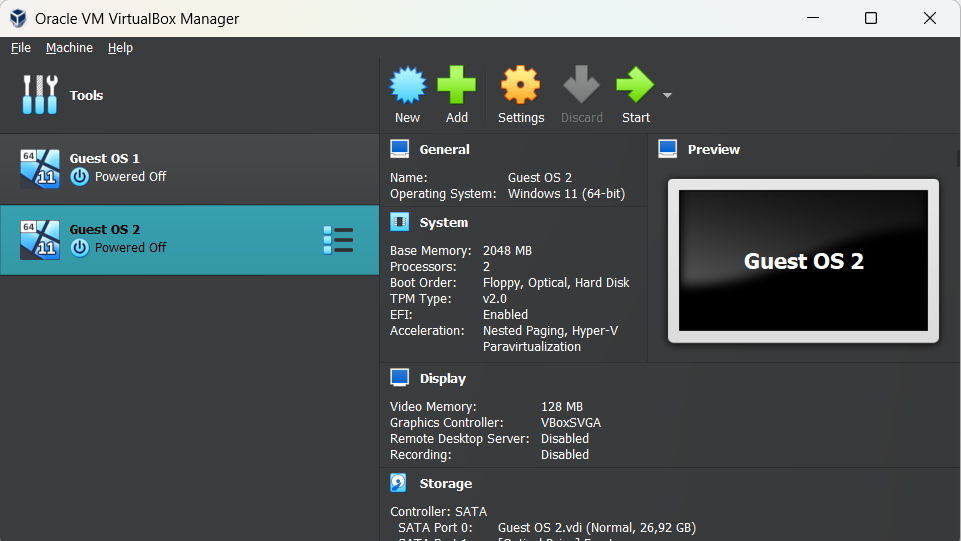 Oracle VM VirtualBox Manager
File Machine Help
Tools
New Add Settings Discard Start
64
11
Guest OS 1
Powered Off
64
11
Guest OS 2
Powered Off
General
Name: Guest OS 2
Operating System: Windows 11 (64-bit)
Preview
Guest OS 2
System
Base Memory: 2048 MB
Processors: 2
Boot Order: Floppy, Optical, Hard Disk
TPM Type: v2.0
EFI: Enabled
Acceleration: Nested Paging, Hyper-V
Paravirtualization
Display
Video Memory: 128 MB
Graphics Controller: VBoxSVGA
Remote Desktop Server: Disabled
Recording: Disabled
Storage
Controller: SATA
SATA Port 0: Guest OS 2.vdi (Normal, 26,92 GB)